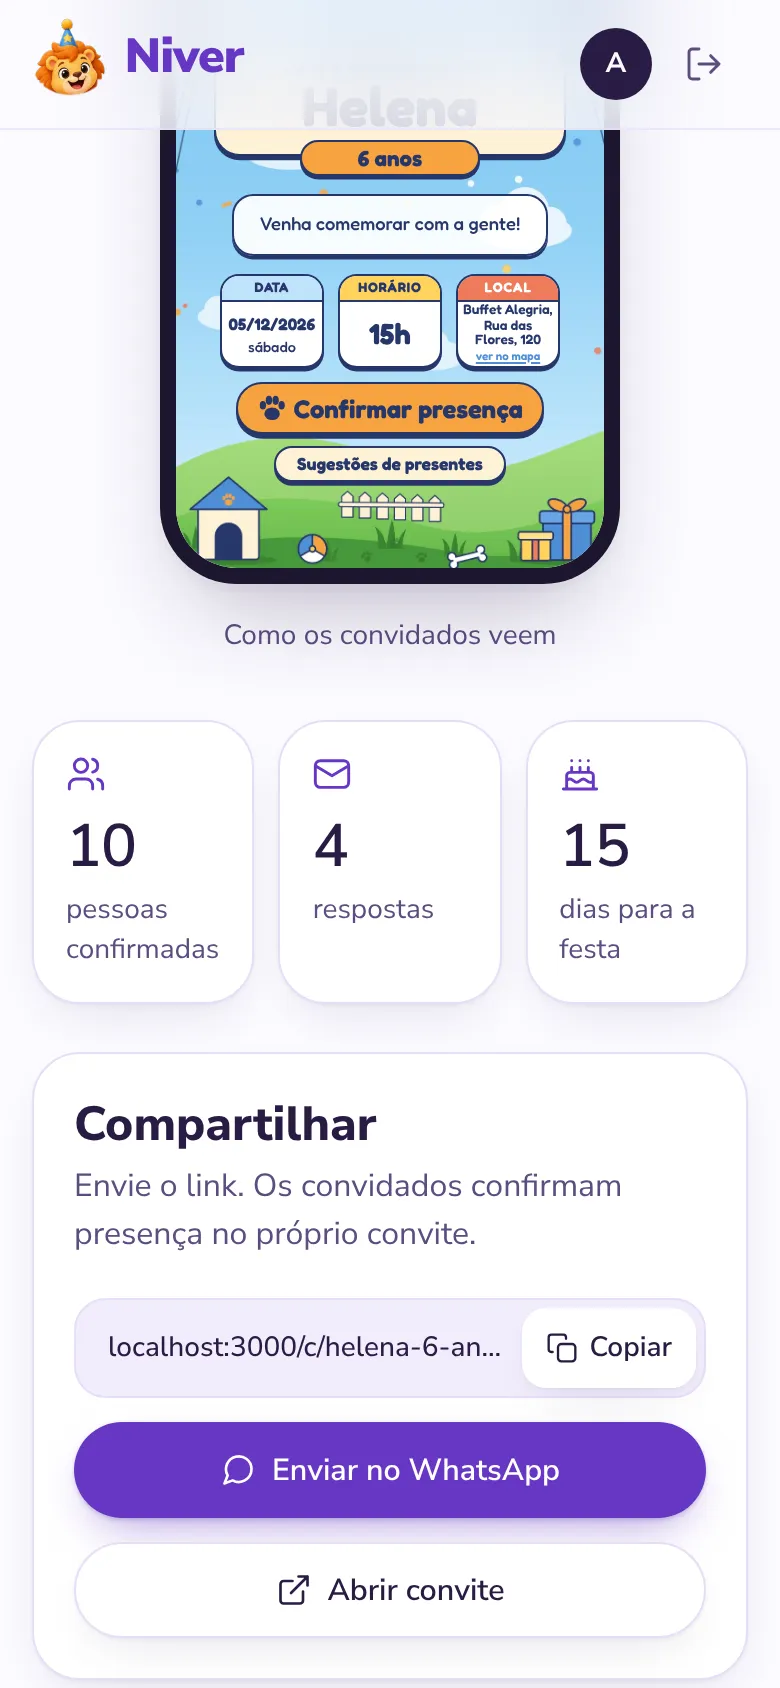 Niver
A
Helena
6 anos
Venha comemorar com a gente!
DATA
05/12/2026
sábado
HORÁRIO
15h
LOCAL
Buffet Alegria,
Rua das
Flores, 120
ver no mapa
Confirmar presença
Sugestões de presentes
Como os convidados veem
10
pessoas
confirmadas
4
respostas
15
dias para a
festa
Compartilhar
Envie o link. Os convidados confirmam
presença no próprio convite.
localhost:3000/c/helena-6-an...
Copiar
Enviar no WhatsApp
Abrir convite